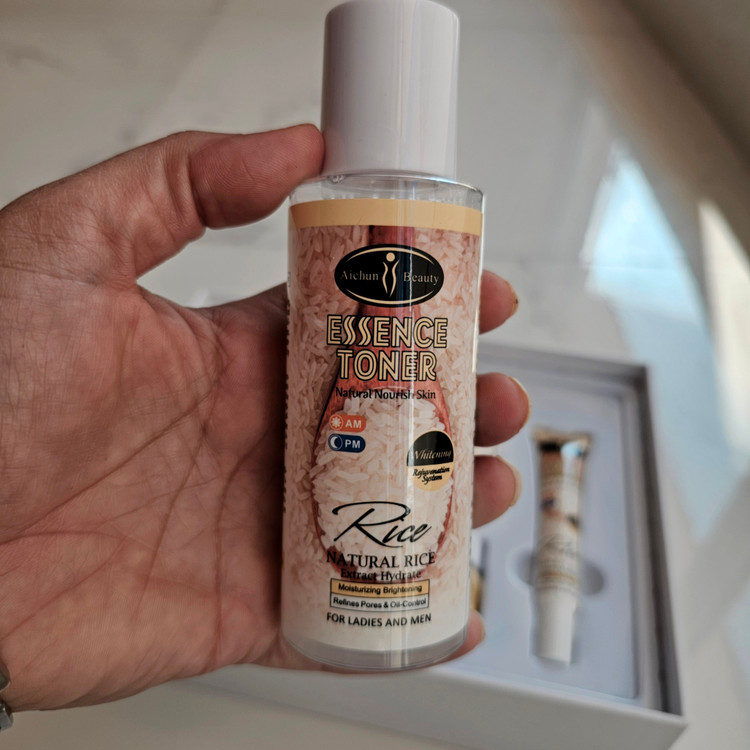 Aichun Beauty
ESSENCE
TONER
Natural Nourish Skin
AM
PM
Whitening
Rejuvenation
System
Rice
NATURAL RICE
Extract Hydrate
Moisturizing Brightening
Refines Pores & Oil-Control
FOR LADIES AND MEN